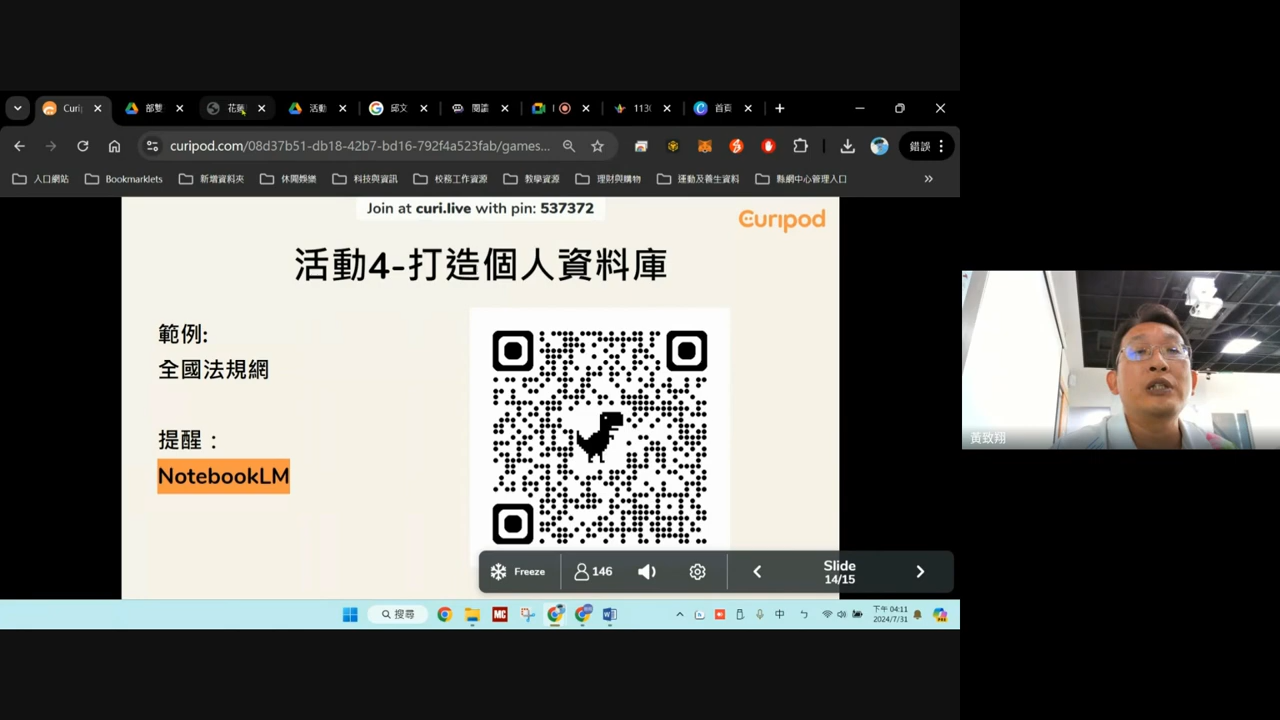 Curi
部雙
花蓮
活動
邱文
閱讀
113
首頁
curipod.com/08d37b51-db18-42b7-bd16-792f4a523fab/games...
錯誤
人口網站
Bookmarklets
新增資料夾
休閒娛樂
科技與資訊
校務工作資源
教學資源
理財與購物
運動及養生資料
縣網中心管理入口
Join at curi.live with pin: 537372
Curipod
活動4-打造個人資料庫
範例:
全國法規網
提醒：
NotebookLM
Freeze
146
Slide
14/15
黃致翔
搜尋
MC
中
下午 04:11
2024/7/31